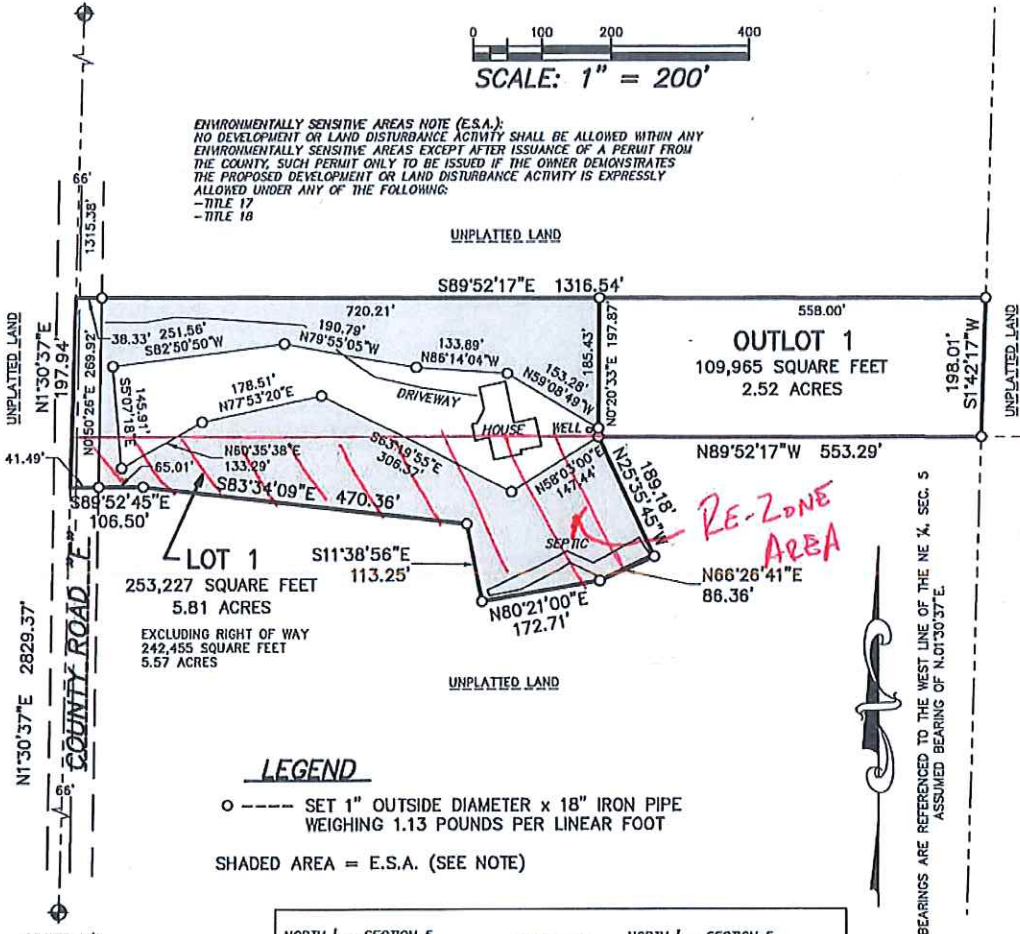 0 100 200 400
SCALE: 1" = 200'
ENVIRONMENTALLY SENSITIVE AREAS NOTE (E.S.A.):
NO DEVELOPMENT OR LAND DISTURBANCE ACTIVITY SHALL BE ALLOWED WITHIN ANY
ENVIRONMENTALLY SENSITIVE AREAS EXCEPT AFTER ISSUANCE OF A PERMIT FROM
THE COUNTY, SUCH PERMIT ONLY TO BE ISSUED IF THE OWNER DEMONSTRATES
THE PROPOSED DEVELOPMENT OR LAND DISTURBANCE ACTIVITY IS EXPRESSLY
ALLOWED UNDER ANY OF THE FOLLOWING:
-TITLE 17
-TITLE 18
66'
1315.38'
UNPLATTED LAND
S89°52'17"E 1316.54'
720.21'
558.00'
UNPLATTED LAND
N1°30'37"E
197.94'
N0°50'26"E 269.92'
38.33'
251.56'
S82°50'50"W
190.79'
N79°55'05"W
133.89'
N86°14'04"W
153.28'
N59°08'49"W
185.43'
N0°20'33"E 197.87'
OUTLOT 1
109,965 SQUARE FEET
2.52 ACRES
198.01'
S1°42'17"W
UNPLATTED LAND
S5°07'18"E
145.91'
178.51'
N77°53'20"E
DRIVEWAY
HOUSE
WELL
N89°52'17"W 553.29'
41.49'
65.01'
N60°35'38"E
133.29'
S63°19'55"E
306.37'
N58°03'00"E
147.44'
189.18'
N25°35'45"W
S89°52'45"E
106.50'
S83°34'09"E 470.36'
RE-ZONE
AREA
LOT 1
253,227 SQUARE FEET
5.81 ACRES
EXCLUDING RIGHT OF WAY
242,455 SQUARE FEET
5.57 ACRES
S11°38'56"E
113.25'
SEPTIC
N80°21'00"E
172.71'
N66°26'41"E
86.36'
UNPLATTED LAND
N1°30'37"E 2829.37'
COUNTY ROAD "E"
66'
LEGEND
SET 1" OUTSIDE DIAMETER x 18" IRON PIPE
WEIGHING 1.13 POUNDS PER LINEAR FOOT
SHADED AREA = E.S.A. (SEE NOTE)
BEARINGS ARE REFERENCED TO THE WEST LINE OF THE NE ¼, SEC. 5
ASSUMED BEARING OF N.01°30'37"E.